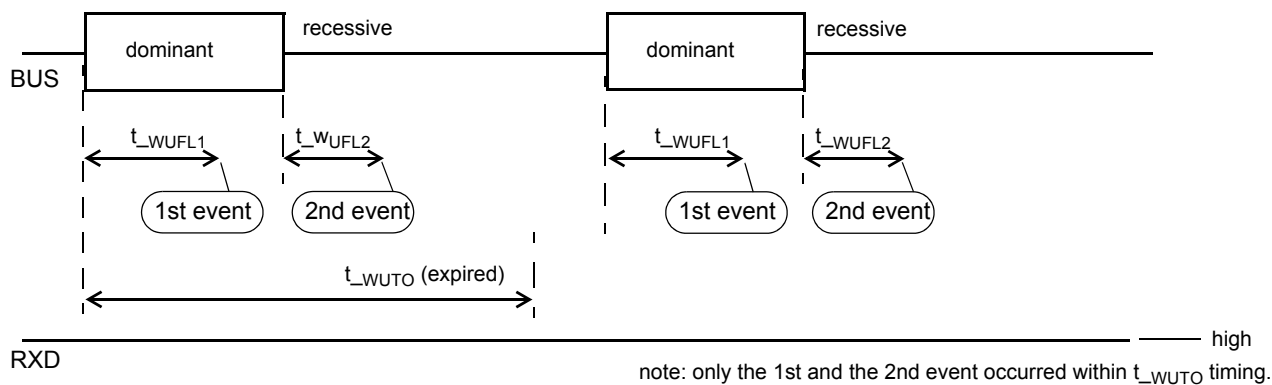 recessive
recessive
dominant
dominant
BUS
t_WUFL1
t_wUFL2
t_WUFL1
t_WUFL2
1st event
2nd event
1st event
2nd event
t_WUTO (expired)
high
RXD
note: only the 1st and the 2nd event occurred within t_WUTO timing.